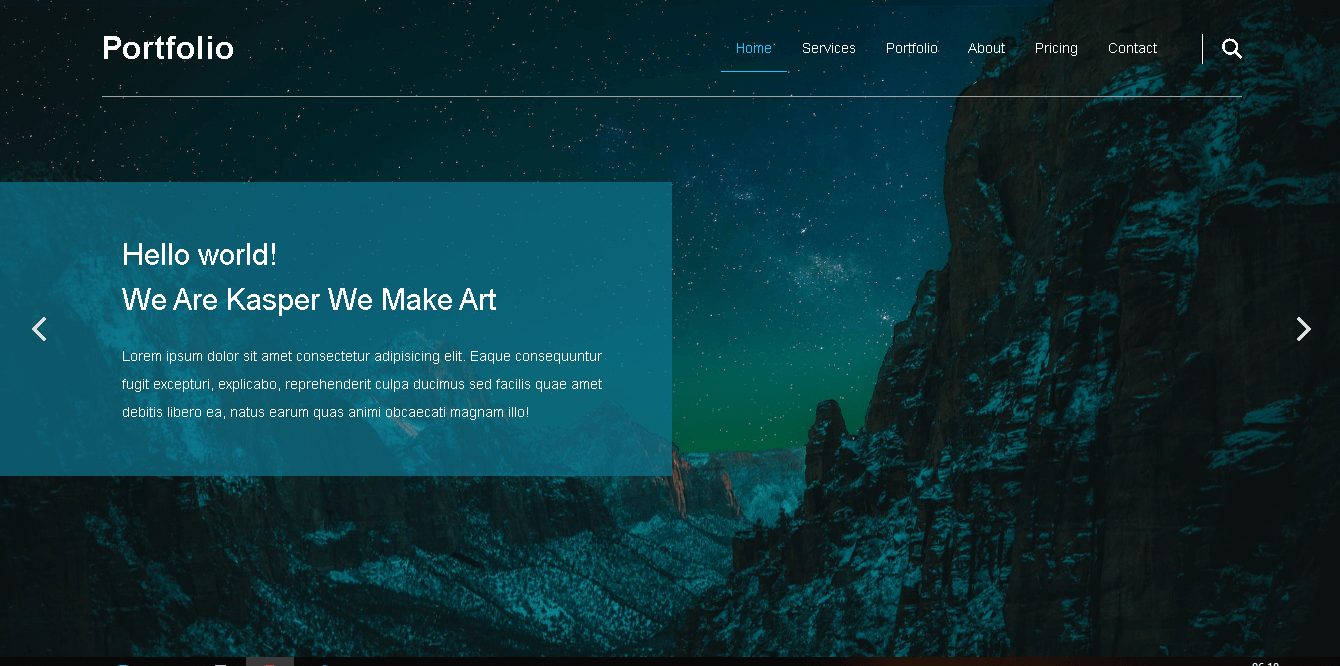 Portfolio
Home Services Portfolio About Pricing Contact
Hello world!
We Are Kasper We Make Art
Lorem ipsum dolor sit amet consectetur adipisicing elit. Eaque consequuntur
fugit excepturi, explicabo, reprehenderit culpa ducimus sed facilis quae amet
debitis libero ea, natus earum quas animi obcaecati magnam illo!